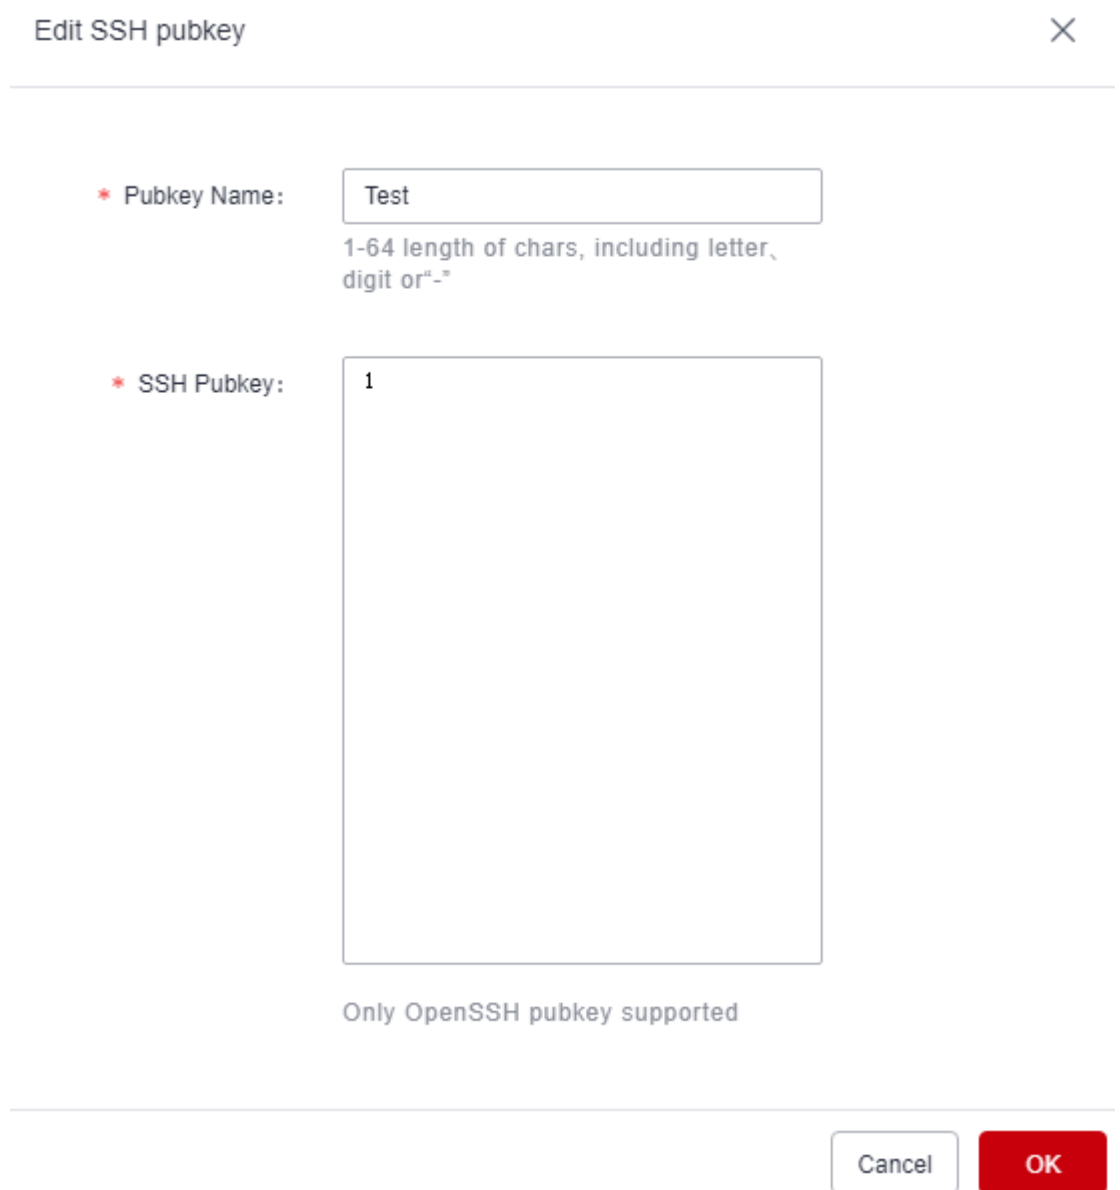 Edit SSH pubkey
* Pubkey Name：
Test
1-64 length of chars, including letter、
digit or“-”
* SSH Pubkey：
1
Only OpenSSH pubkey supported
Cancel
OK